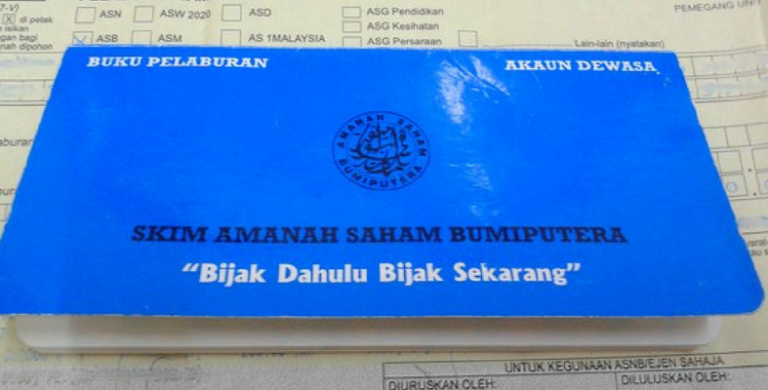 ASN
ASW 2020
ASD
ASG Pendidikan
PEMEGANG
di petak
ASG Kesihatan
ASB
ASM
AS 1MALAYSIA
ASG Persaraan
Lain-lain (nyatakan)
BUKU PELABURAN
AKAUN DEWASA
AMANAH SAHAM
BUMIPUTERA
SKIM AMANAH SAHAM BUMIPUTERA
“Bijak Dahulu Bijak Sekarang”
UNTUK KEGUNAAN ASNB/EJEN SAHAJA
DIURUSKAN OLEH:
DILULUSKAN OLEH: